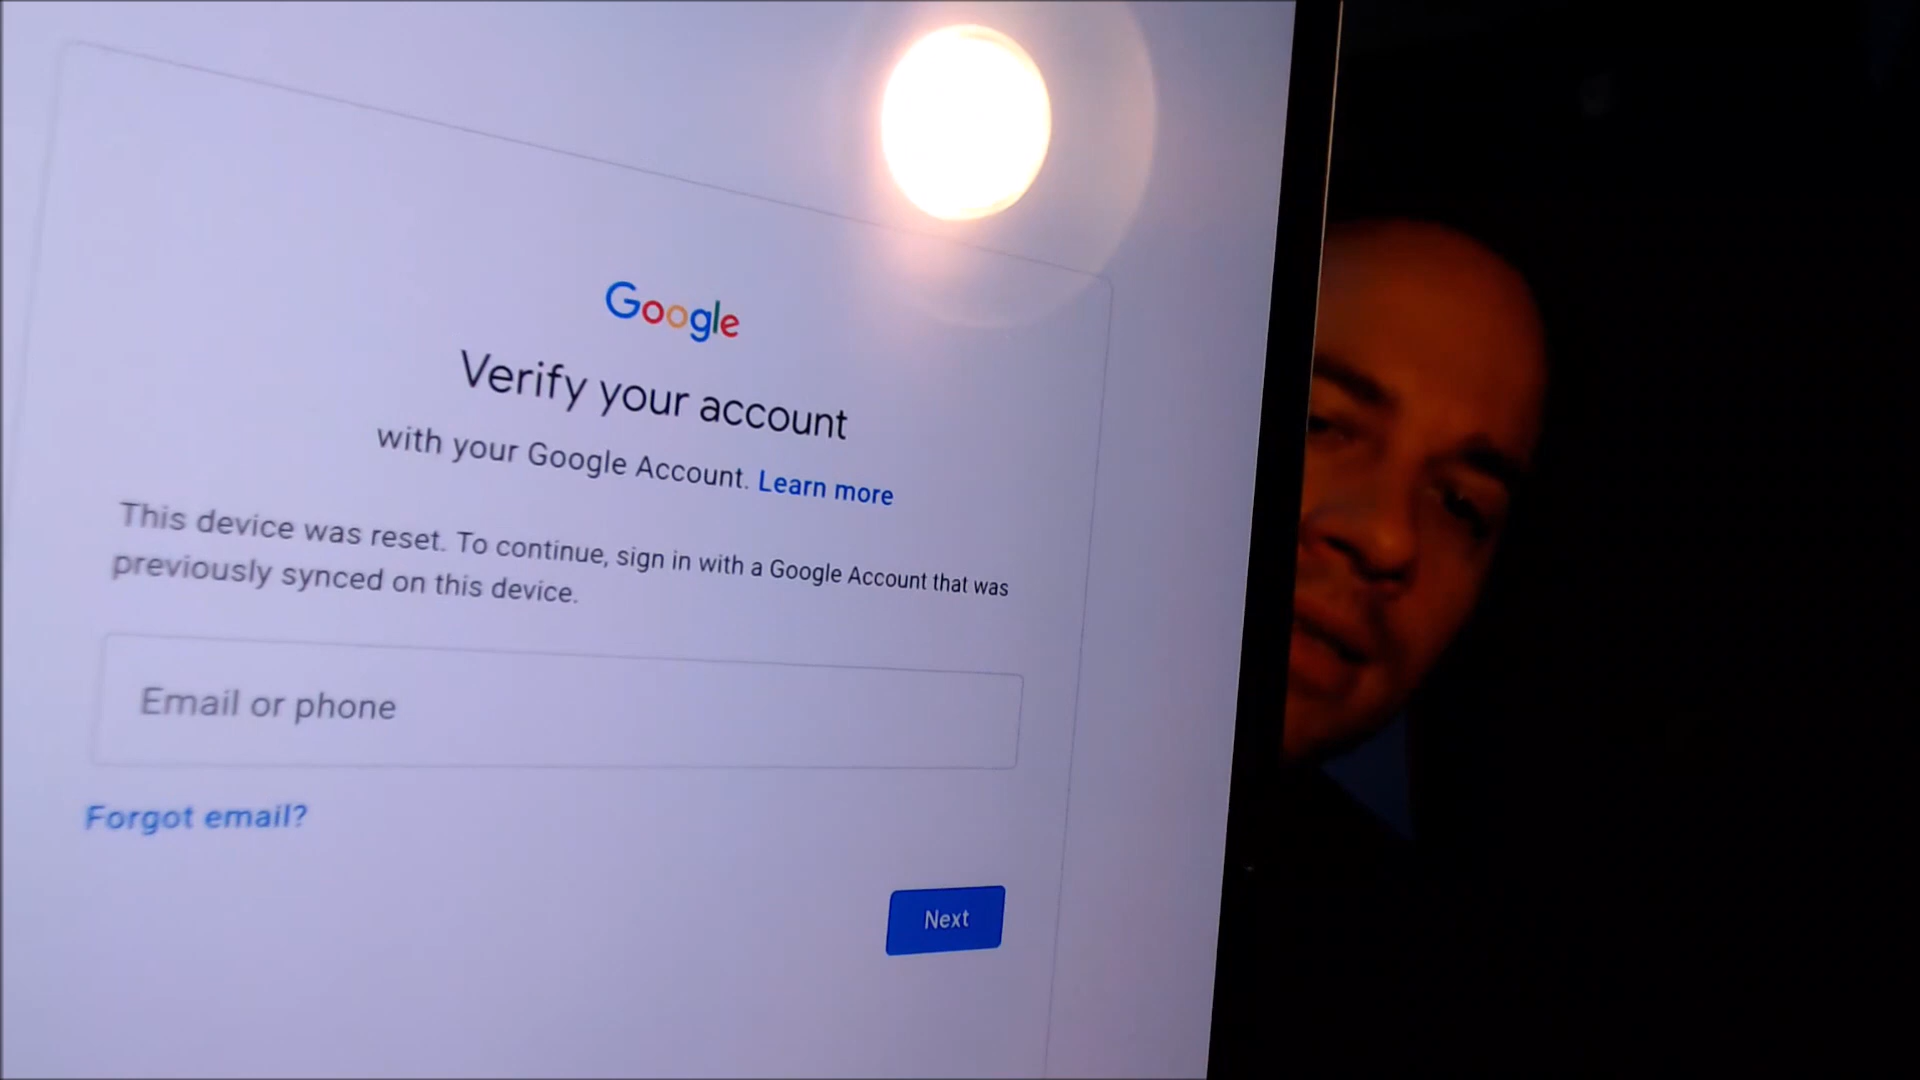 Google
Verify your account
with your Google Account. Learn more
This device was reset. To continue, sign in with a Google Account that was
previously synced on this device.
Email or phone
Forgot email?
Next